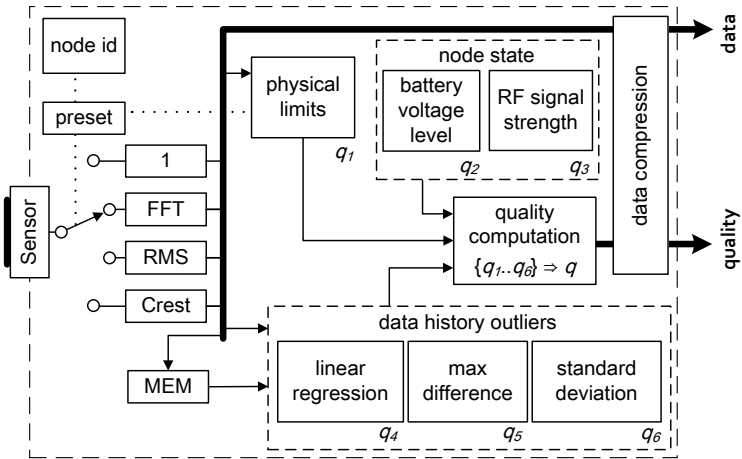 node id
preset
1
FFT
RMS
Crest
Sensor
MEM
physical
limits
q1
node state
battery
voltage
level
q2
RF signal
strength
q3
quality
computation
{q1..q6} ⇒ q
data history outliers
linear
regression
q4
max
difference
q5
standard
deviation
q6
data compression
data
quality